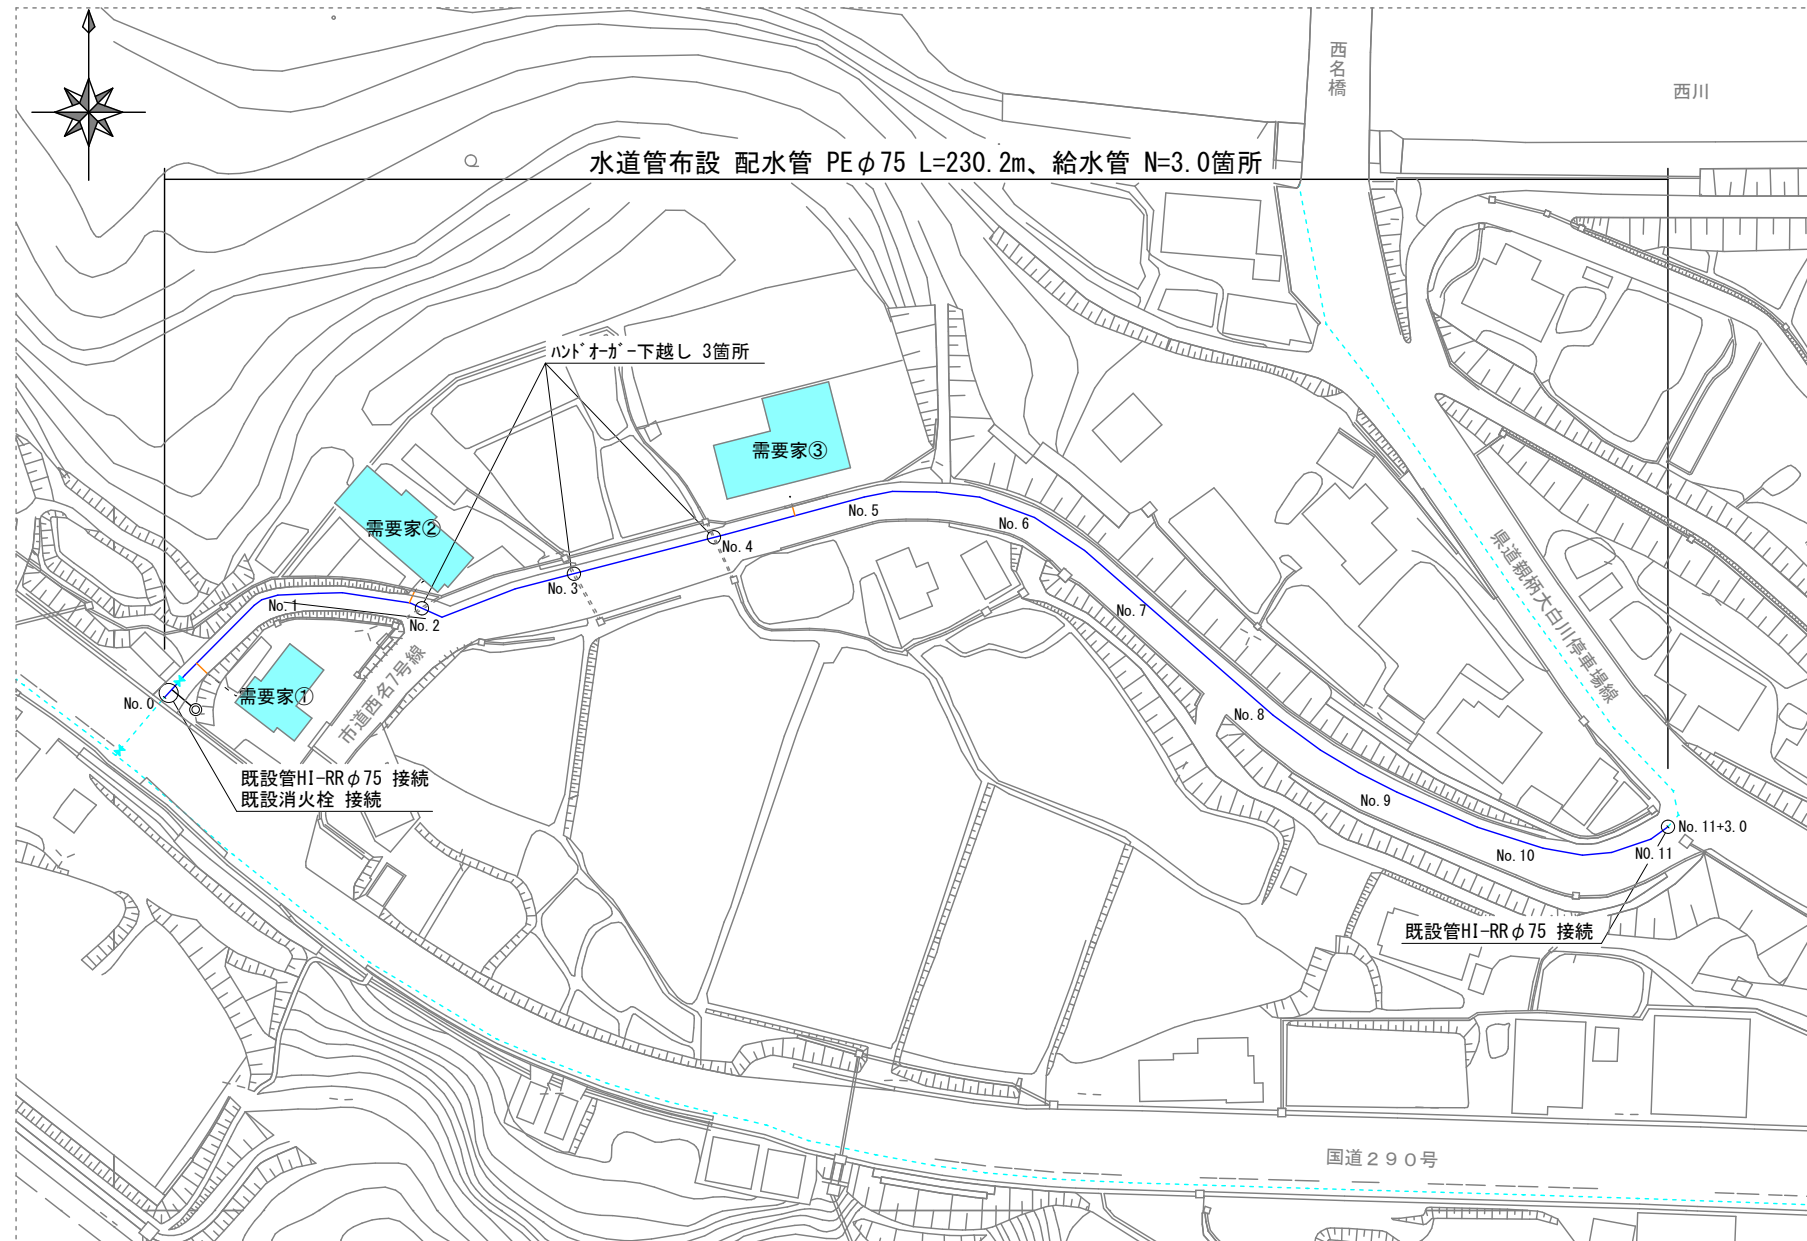 西名橋
西川
水道管布設 配水管 PEφ75 L=230.2m、給水管 N=3.0箇所
ﾊﾝﾄﾞｵｰｶﾞｰ下越し 3箇所
需要家③
需要家②
No.5
No.6
No.4
No.3
No.1
No.2
No.7
県道親柄大白川停車場線
市道西名7号線
需要家①
No.0
No.8
既設管HI-RRφ75 接続
既設消火栓 接続
No.9
No.11+3.0
No.10
NO.11
既設管HI-RRφ75 接続
国道２９０号